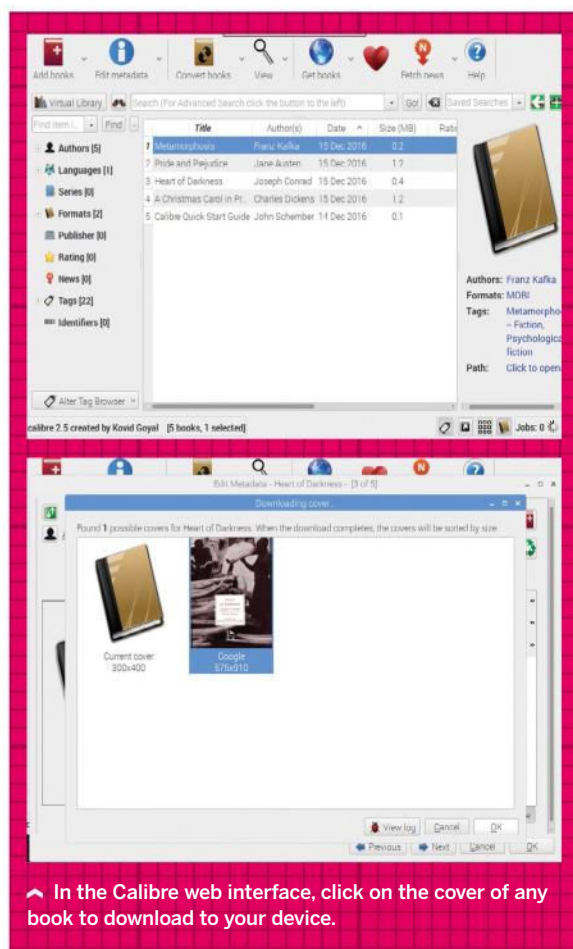 Add books Edit metadata Convert books View Get books Fetch news Help
Virtual Library Search (For Advanced Search click the button to the left) Go! Saved Searches
Find item i... Find
Title Author(s) Date Size (MB)
Authors [5]
Languages [1]
Series [0]
Formats [2]
Publisher [0]
Rating [0]
News [0]
Tags [22]
Identifiers [0]
1 Metamorphosis Franz Kafka 15 Dec 2016 0.2
2 Pride and Prejudice Jane Austen 15 Dec 2016 1.2
3 Heart of Darkness Joseph Conrad 15 Dec 2016 0.4
4 A Christmas Carol in Pr... Charles Dickens 15 Dec 2016 1.2
5 Calibre Quick Start Guide John Schember 14 Dec 2016 0.1
Authors: Franz Kafka
Formats: MOBI
Tags: Metamorpho
– Fiction,
Psychologica
fiction
Path: Click to open
Alter Tag Browser
calibre 2.5 created by Kovid Goyal [5 books, 1 selected]
Jobs: 0
Edit Metadata - Heart of Darkness - [3 of 5]
Downloading cover...
Found 1 possible covers for Heart of Darkness. When the download completes, the covers will be sorted by size.
Current cover
300x400
Google
575x910
View log Cancel OK
Previous Next Cancel OK
In the Calibre web interface, click on the cover of any
book to download to your device.